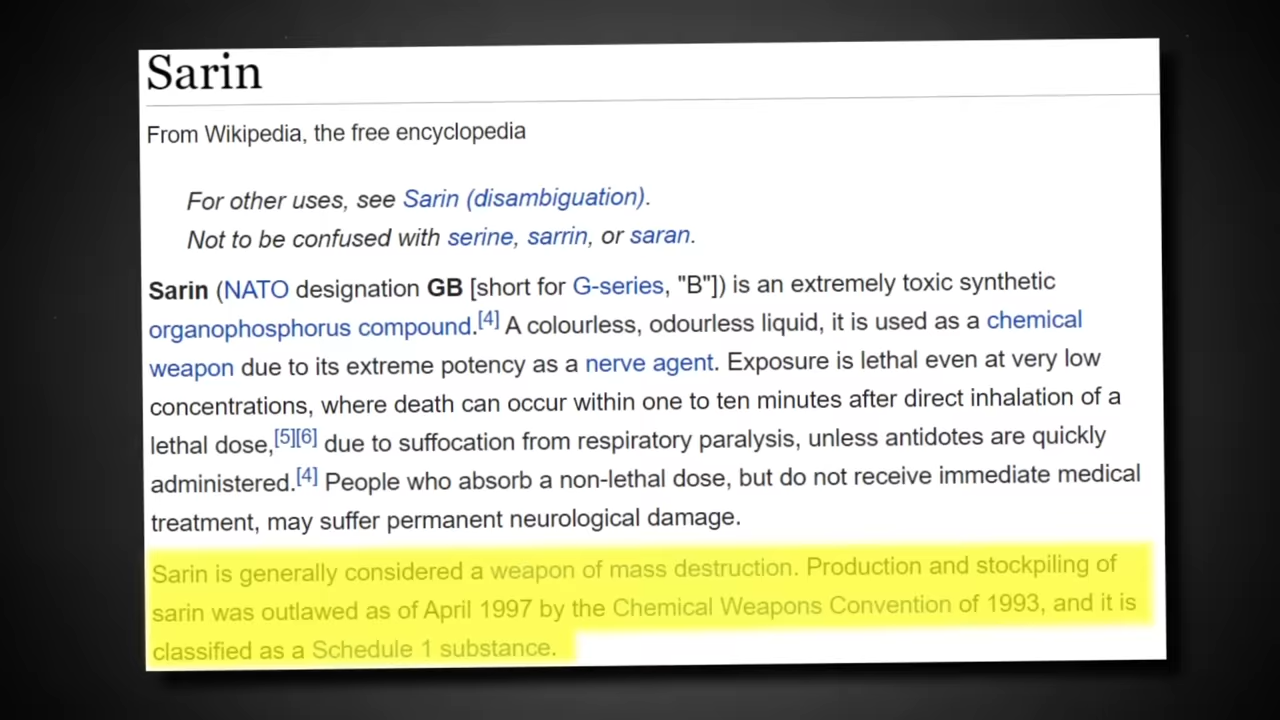 Sarin
From Wikipedia, the free encyclopedia
For other uses, see Sarin (disambiguation).
Not to be confused with serine, sarrin, or saran.
Sarin (NATO designation GB [short for G-series, "B"]) is an extremely toxic synthetic
organophosphorus compound.[4] A colourless, odourless liquid, it is used as a chemical
weapon due to its extreme potency as a nerve agent. Exposure is lethal even at very low
concentrations, where death can occur within one to ten minutes after direct inhalation of a
lethal dose,[5][6] due to suffocation from respiratory paralysis, unless antidotes are quickly
administered.[4] People who absorb a non-lethal dose, but do not receive immediate medical
treatment, may suffer permanent neurological damage.
Sarin is generally considered a weapon of mass destruction. Production and stockpiling of
sarin was outlawed as of April 1997 by the Chemical Weapons Convention of 1993, and it is
classified as a Schedule 1 substance.